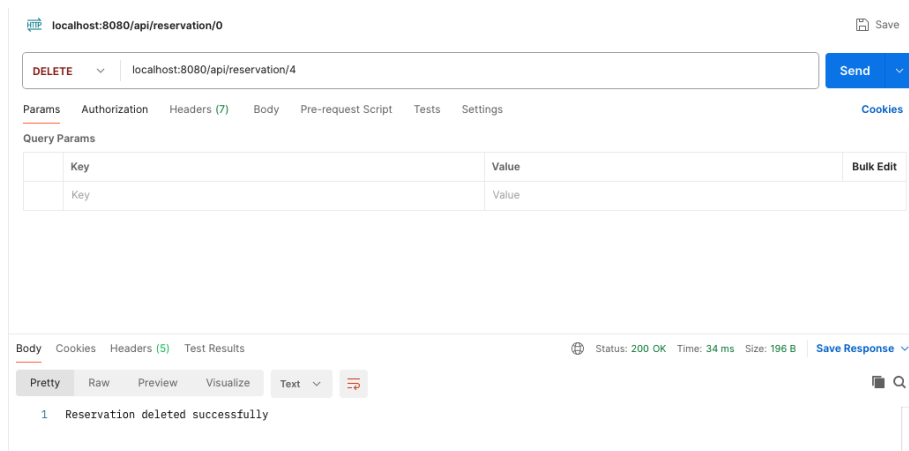 HTTP localhost:8080/api/reservation/0 Save
DELETE localhost:8080/api/reservation/4 Send
Params Authorization Headers (7) Body Pre-request Script Tests Settings Cookies
Query Params
Key Value Bulk Edit
Key Value
Body Cookies Headers (5) Test Results Status: 200 OK Time: 34 ms Size: 196 B Save Response
Pretty Raw Preview Visualize Text
1 Reservation deleted successfully